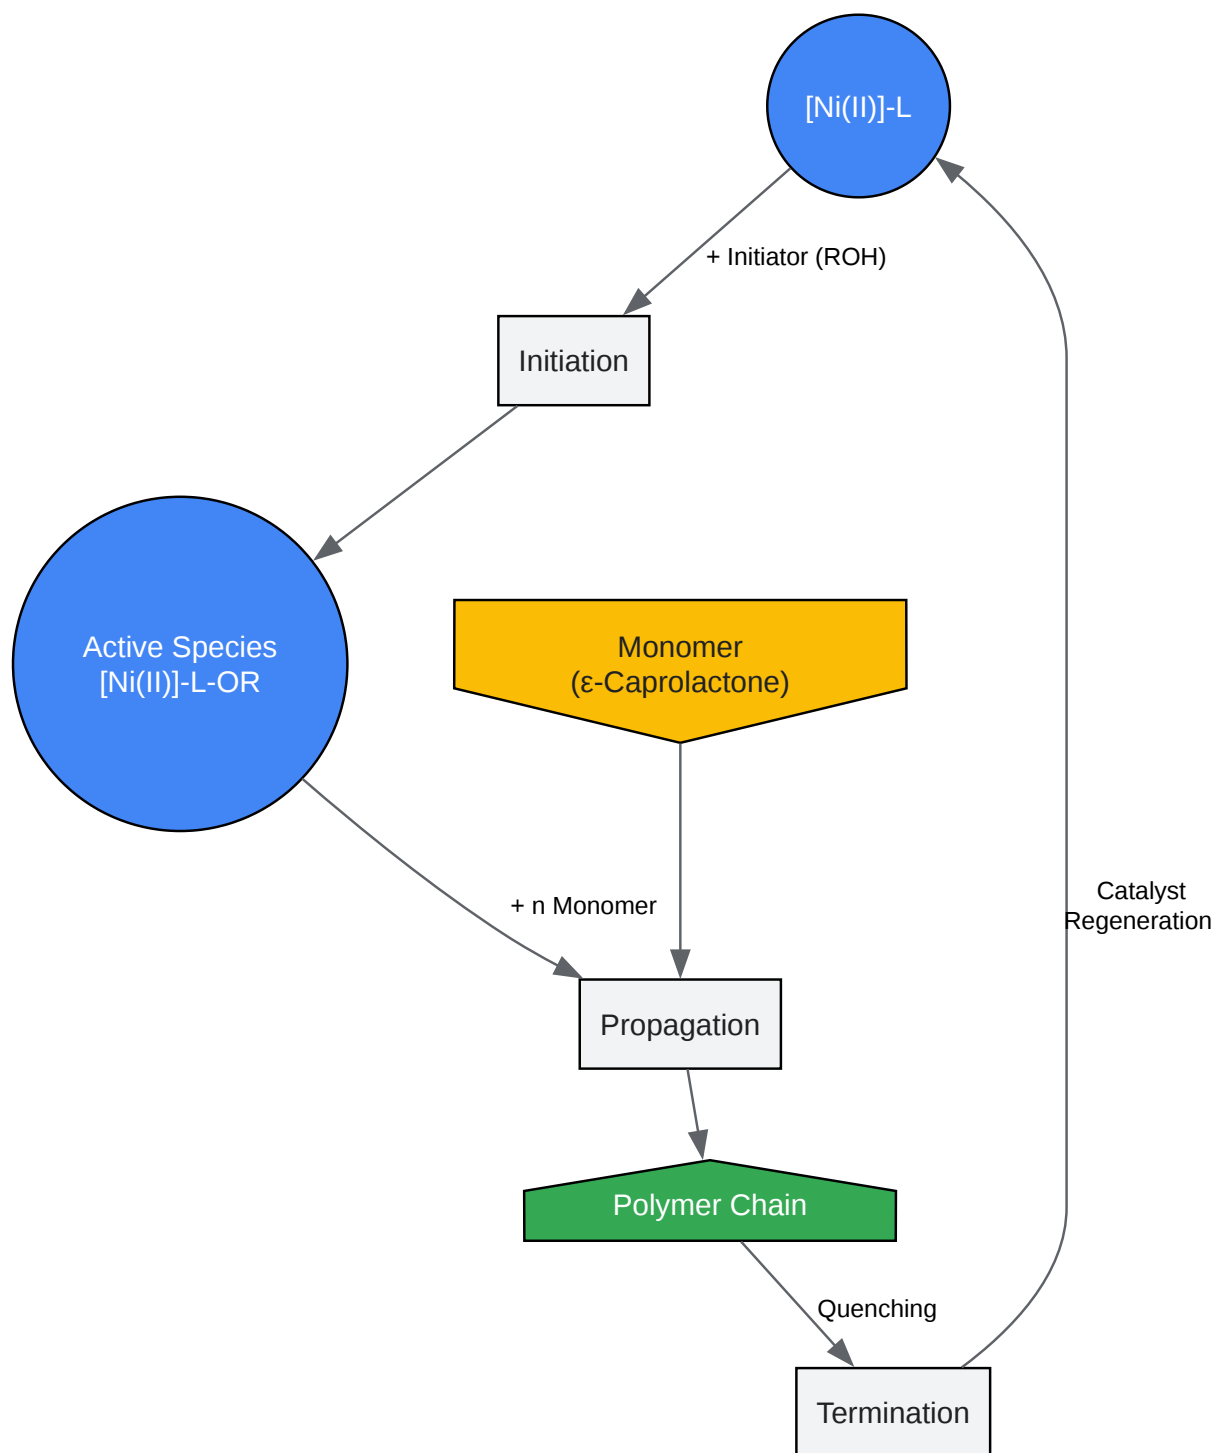 [Ni(II)]-L
+ Initiator (ROH)
Initiation
Active Species
[Ni(II)]-L-OR
Monomer
(ε-Caprolactone)
+ n Monomer
Catalyst
Regeneration
Propagation
Polymer Chain
Quenching
Termination